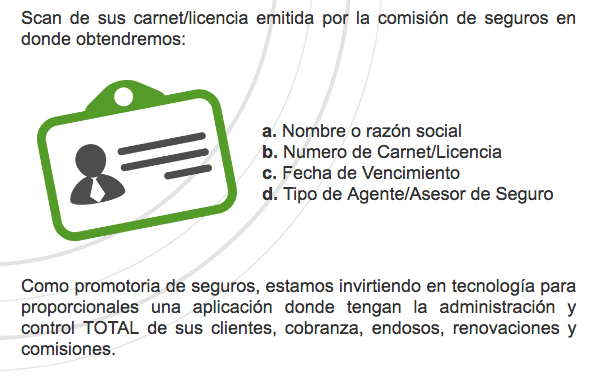 Scan de sus carnet/licencia emitida por la comisión de seguros en
donde obtendremos:
a. Nombre o razón social
b. Numero de Carnet/Licencia
c. Fecha de Vencimiento
d. Tipo de Agente/Asesor de Seguro
Como promotoria de seguros, estamos invirtiendo en tecnología para
proporcionales una aplicación donde tengan la administración y
control TOTAL de sus clientes, cobranza, endosos, renovaciones y
comisiones.